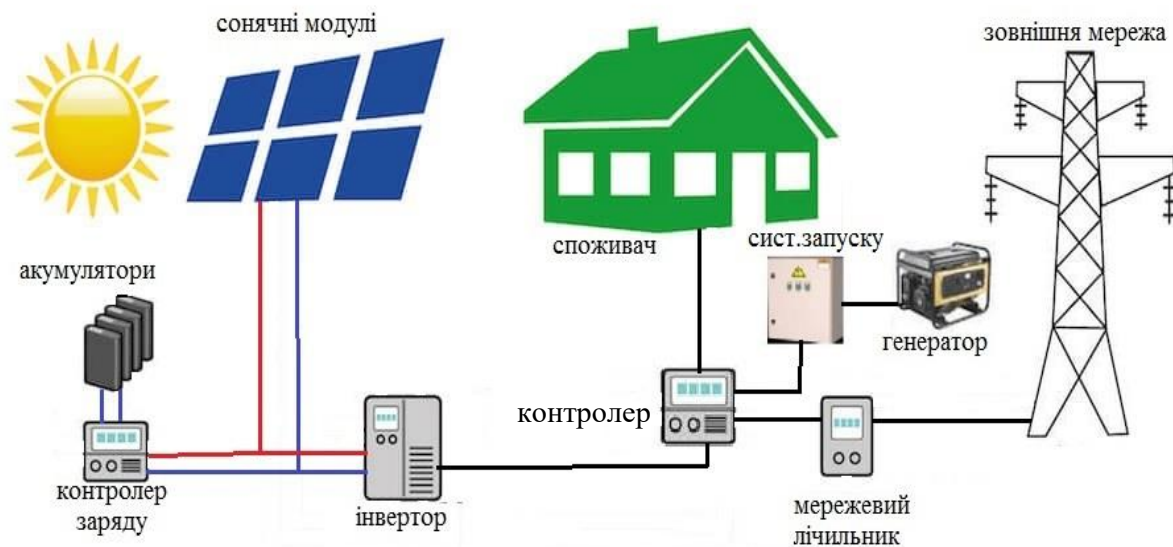 сонячні модулі
зовнішня мережа
споживач
сист.запуску
акумулятори
генератор
контролер
контролер
заряду
інвертор
мережевий
лічильник